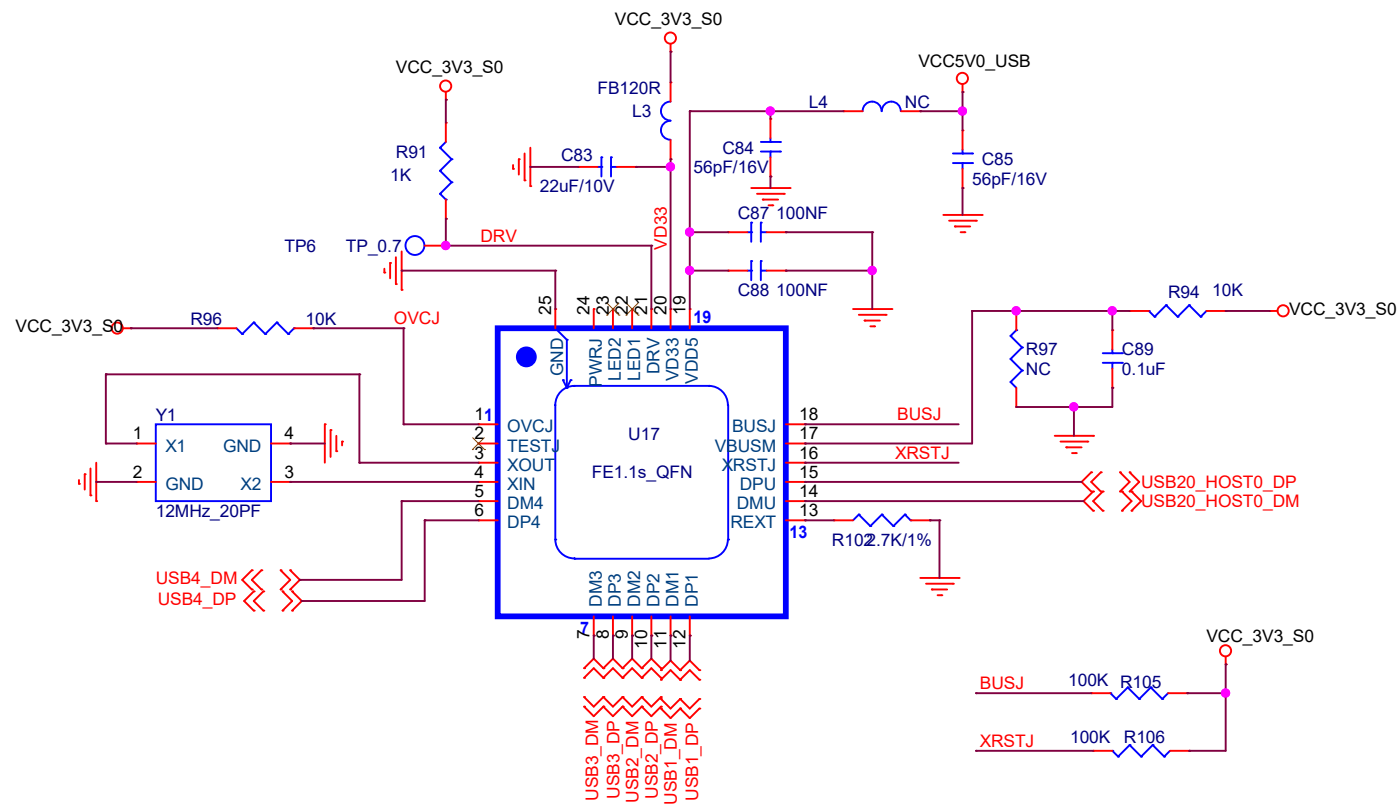 VCC_3V3_S0
VCC_3V3_S0
VCC5V0_USB
FB120R
L3
L4
NC
R91
1K
C83
22uF/10V
C84
56pF/16V
C85
56pF/16V
C87 100NF
C88 100NF
VD33
TP6
TP_0.7
DRV
VCC_3V3_S0
R96
10K
OVCJ
25
24
23
22
21
20
19
19
GND
PWRJ
LED2
LED1
DRV
VD33
VDD5
R94
10K
VCC_3V3_S0
R97
NC
C89
0.1uF
Y1
1
X1
GND
4
2
GND
X2
3
12MHz_20PF
1
1
OVCJ
2
TESTJ
3
XOUT
4
XIN
5
DM4
6
DP4
U17
FE1.1s_QFN
BUSJ
18
BUSJ
VBUSM
17
XRSTJ
16
XRSTJ
DPU
15
USB20_HOST0_DP
DMU
14
USB20_HOST0_DM
REXT
13
13
R102
2.7K/1%
USB4_DM
USB4_DP
DM3
DP3
DM2
DP2
DM1
DP1
7
7
8
9
10
11
12
USB3_DM
USB3_DP
USB2_DM
USB2_DP
USB1_DM
USB1_DP
VCC_3V3_S0
BUSJ
100K
R105
XRSTJ
100K
R106